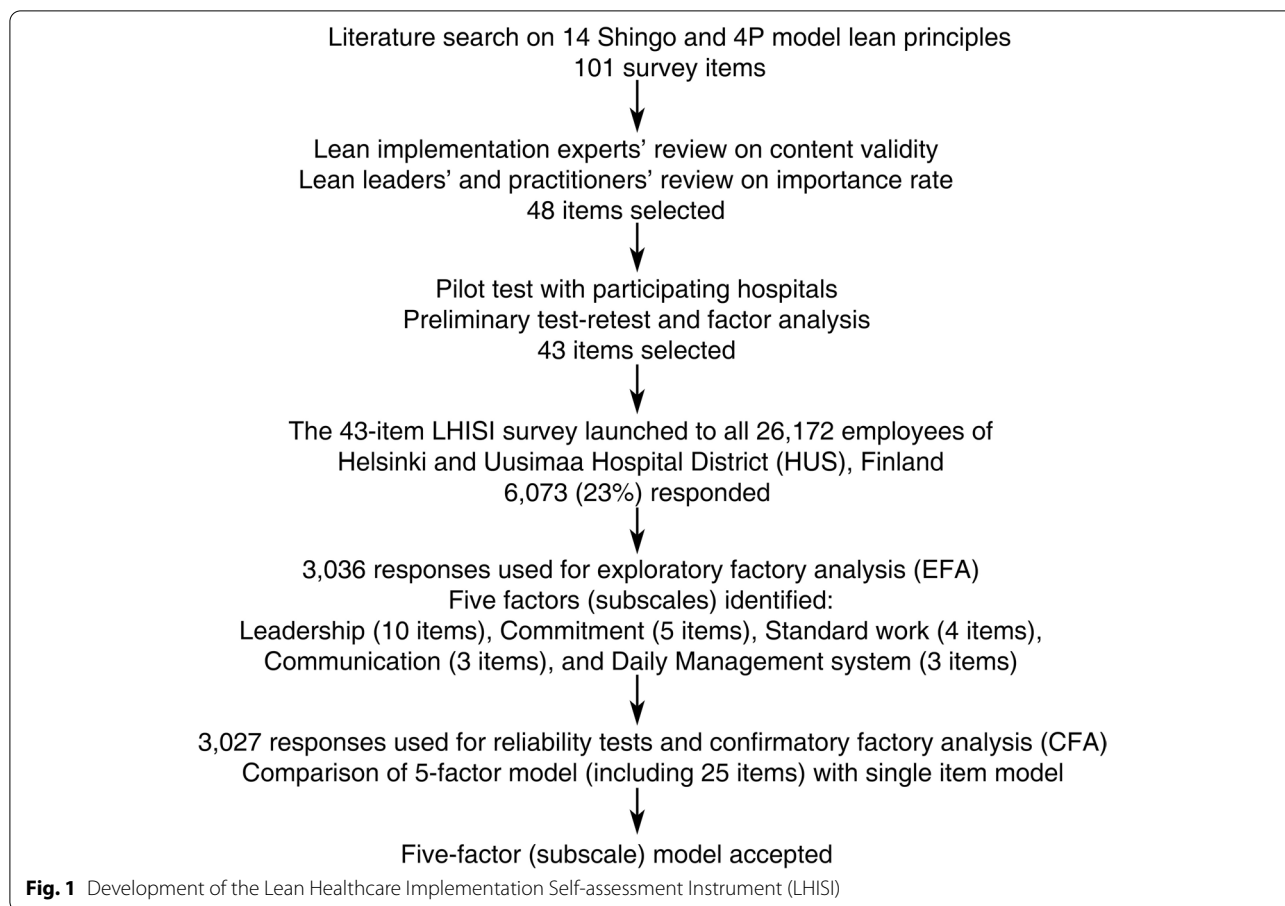 Literature search on 14 Shingo and 4P model lean principles
101 survey items
Lean implementation experts’ review on content validity
Lean leaders’ and practitioners’ review on importance rate
48 items selected
Pilot test with participating hospitals
Preliminary test-retest and factor analysis
43 items selected
The 43-item LHISI survey launched to all 26,172 employees of
Helsinki and Uusimaa Hospital District (HUS), Finland
6,073 (23%) responded
3,036 responses used for exploratory factory analysis (EFA)
Five factors (subscales) identified:
Leadership (10 items), Commitment (5 items), Standard work (4 items),
Communication (3 items), and Daily Management system (3 items)
3,027 responses used for reliability tests and confirmatory factory analysis (CFA)
Comparison of 5-factor model (including 25 items) with single item model
Five-factor (subscale) model accepted
Fig. 1 Development of the Lean Healthcare Implementation Self-assessment Instrument (LHISI)